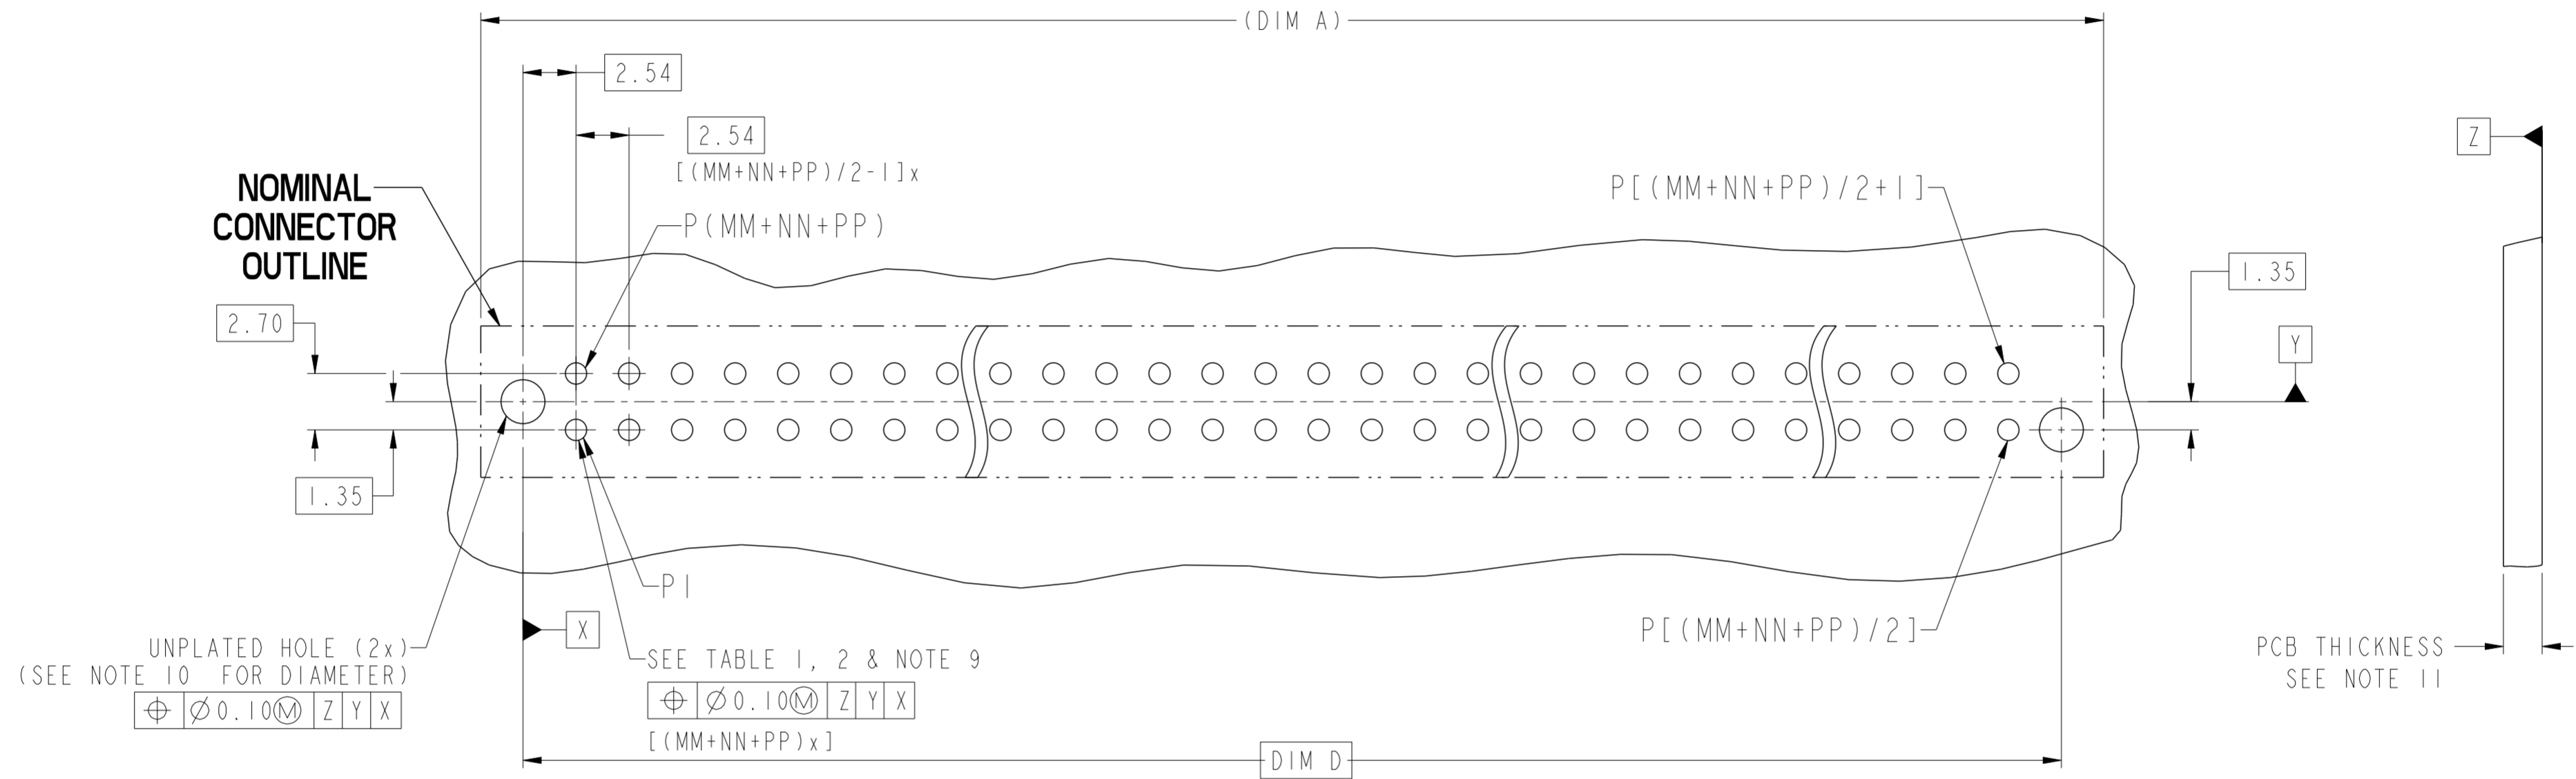 (DIM A)
2.54
2.54
[(MM+NN+PP)/2-1]x
Z
NOMINAL
CONNECTOR
OUTLINE
P(MM+NN+PP)
P[(MM+NN+PP)/2+1]
1.35
2.70
Y
1.35
P1
X
UNPLATED HOLE (2x)
(SEE NOTE 10 FOR DIAMETER)
⌖ Ø0.10Ⓜ Z Y X
SEE TABLE 1, 2 & NOTE 9
⌖ Ø0.10Ⓜ Z Y X
[(MM+NN+PP)x]
P[(MM+NN+PP)/2]
PCB THICKNESS
SEE NOTE 11
DIM D